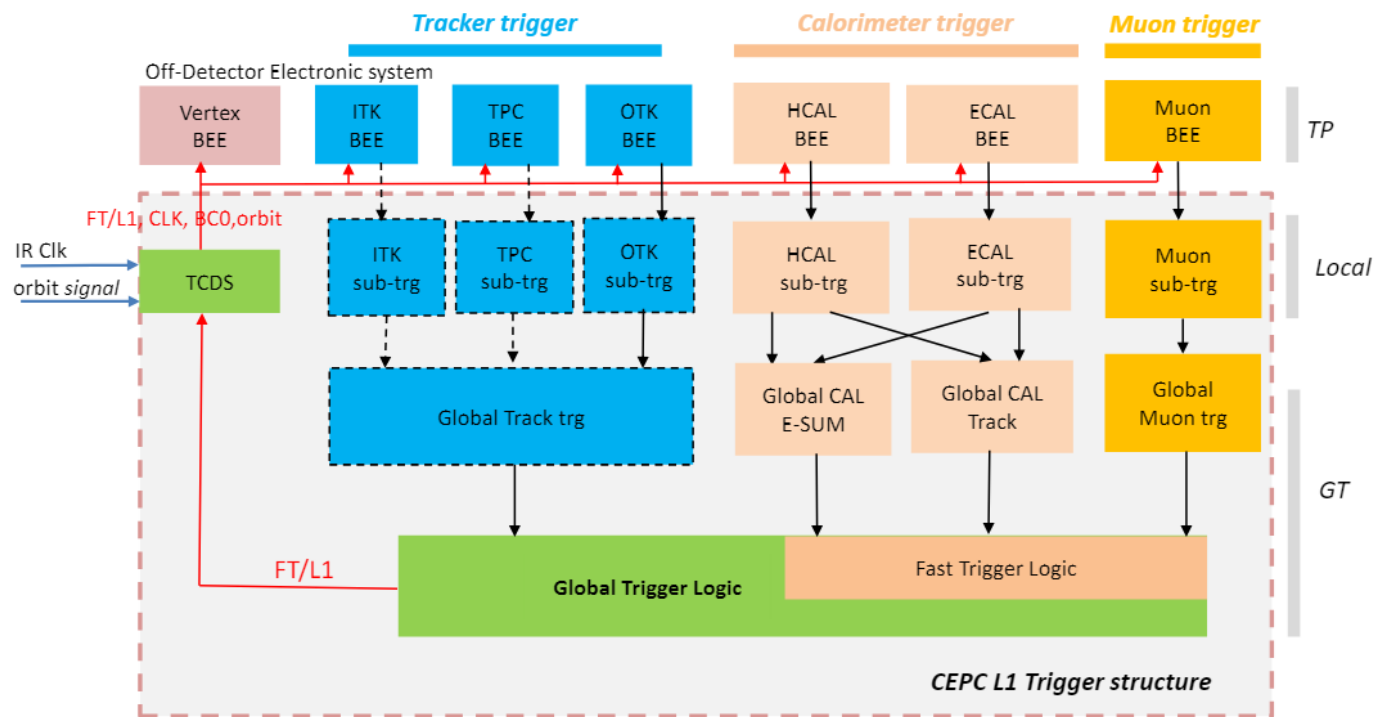 Tracker trigger
Calorimeter trigger
Muon trigger
Off-Detector Electronic system
Vertex
BEE
ITK
BEE
TPC
BEE
OTK
BEE
HCAL
BEE
ECAL
BEE
Muon
BEE
TP
FT/L1, CLK, BC0,orbit
IR Clk
orbit signal
TCDS
ITK
sub-trg
TPC
sub-trg
OTK
sub-trg
HCAL
sub-trg
ECAL
sub-trg
Muon
sub-trg
Local
Global Track trg
Global CAL
E-SUM
Global CAL
Track
Global
Muon trg
GT
FT/L1
Global Trigger Logic
Fast Trigger Logic
CEPC L1 Trigger structure